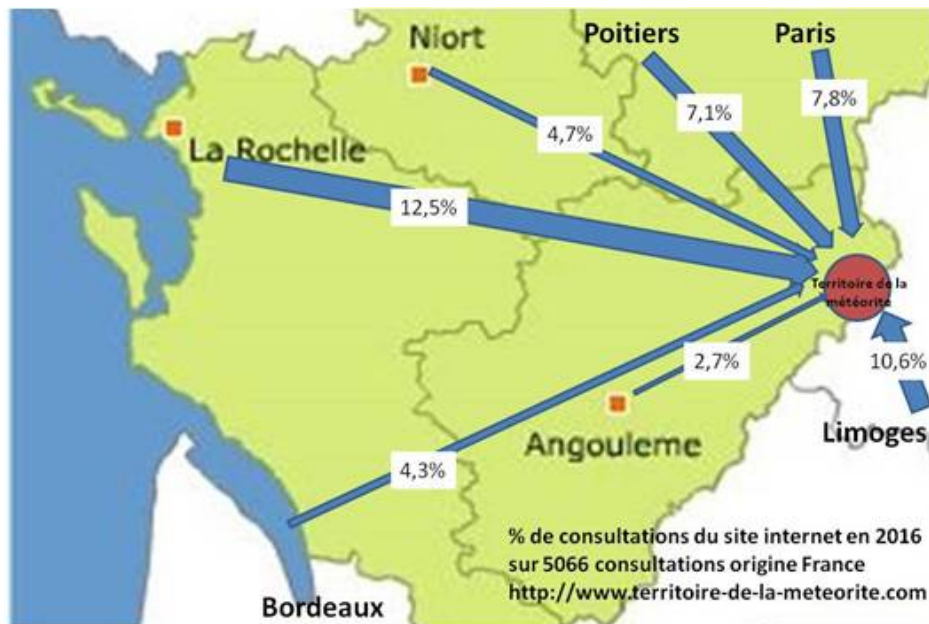 Niort
Poitiers
Paris
4,7%
7,1%
7,8%
La Rochelle
12,5%
Territoire de la
météorite
2,7%
10,6%
Angouleme
Limoges
4,3%
% de consultations du site internet en 2016
sur 5066 consultations origine France
http://www.territoire-de-la-meteorite.com
Bordeaux